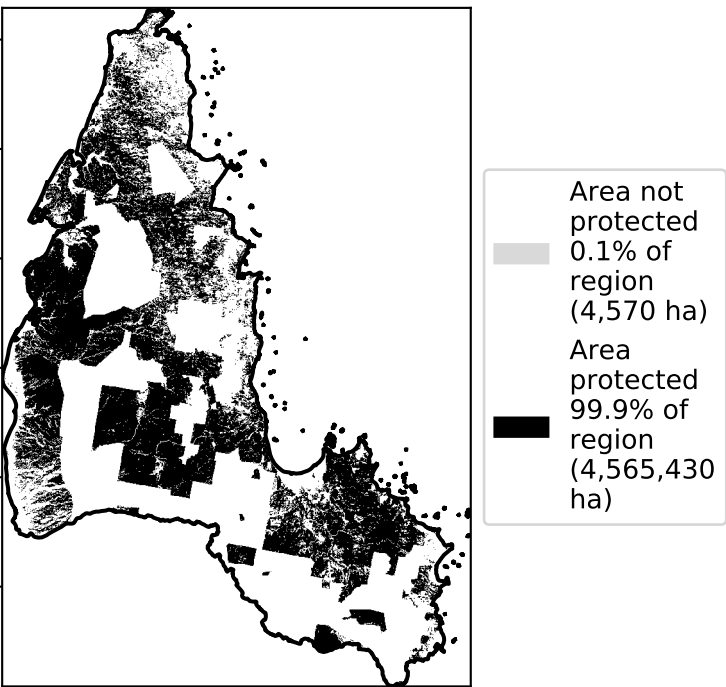 Area not
protected
0.1% of
region
(4,570 ha)
Area
protected
99.9% of
region
(4,565,430
ha)